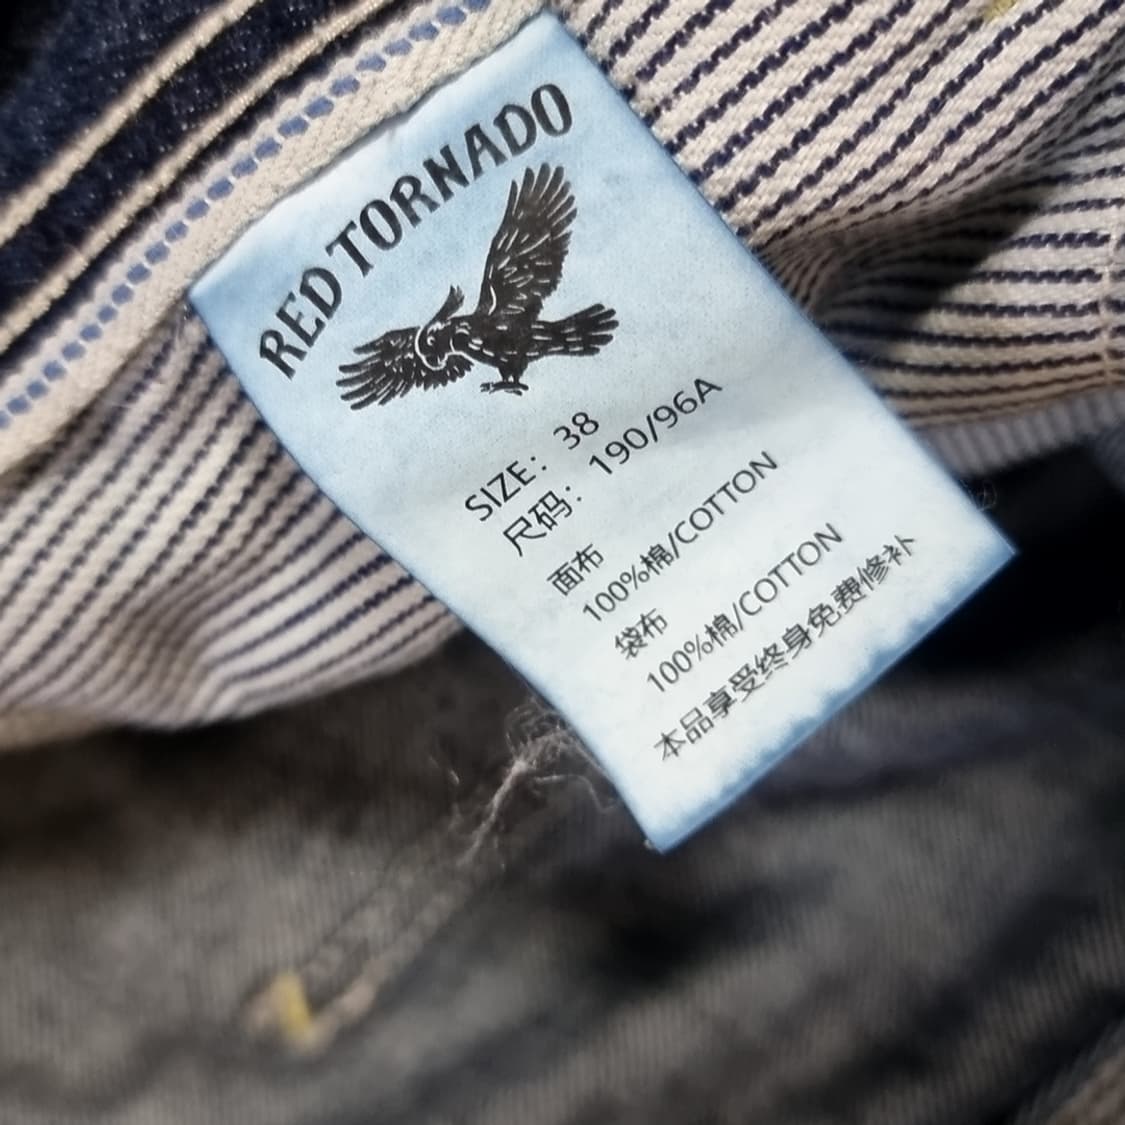 RED TORNADO
SIZE: 38
尺码: 190/96A
面布
100%棉/COTTON
袋布
100%棉/COTTON
本品享受终身免费修补